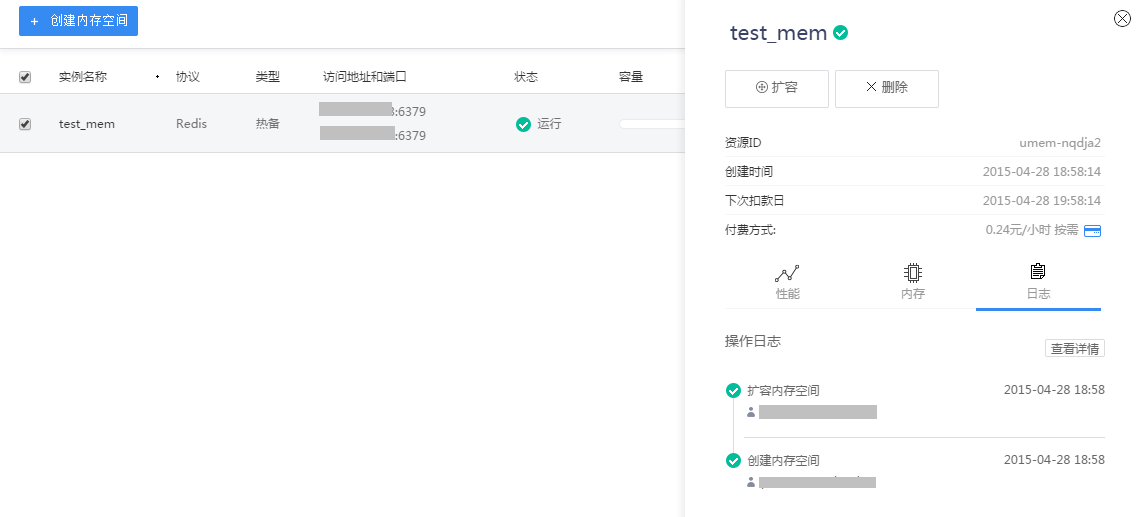 + 创建内存空间
实例名称 协议 类型 访问地址和端口 状态 容量
test_mem Redis 热备 :6379 运行
:6379
test_mem
扩容 删除
资源ID umem-nqdja2
创建时间 2015-04-28 18:58:14
下次扣款日 2015-04-28 19:58:14
付费方式: 0.24元/小时 按需
性能 内存 日志
操作日志
查看详情
扩容内存空间 2015-04-28 18:58
创建内存空间 2015-04-28 18:58